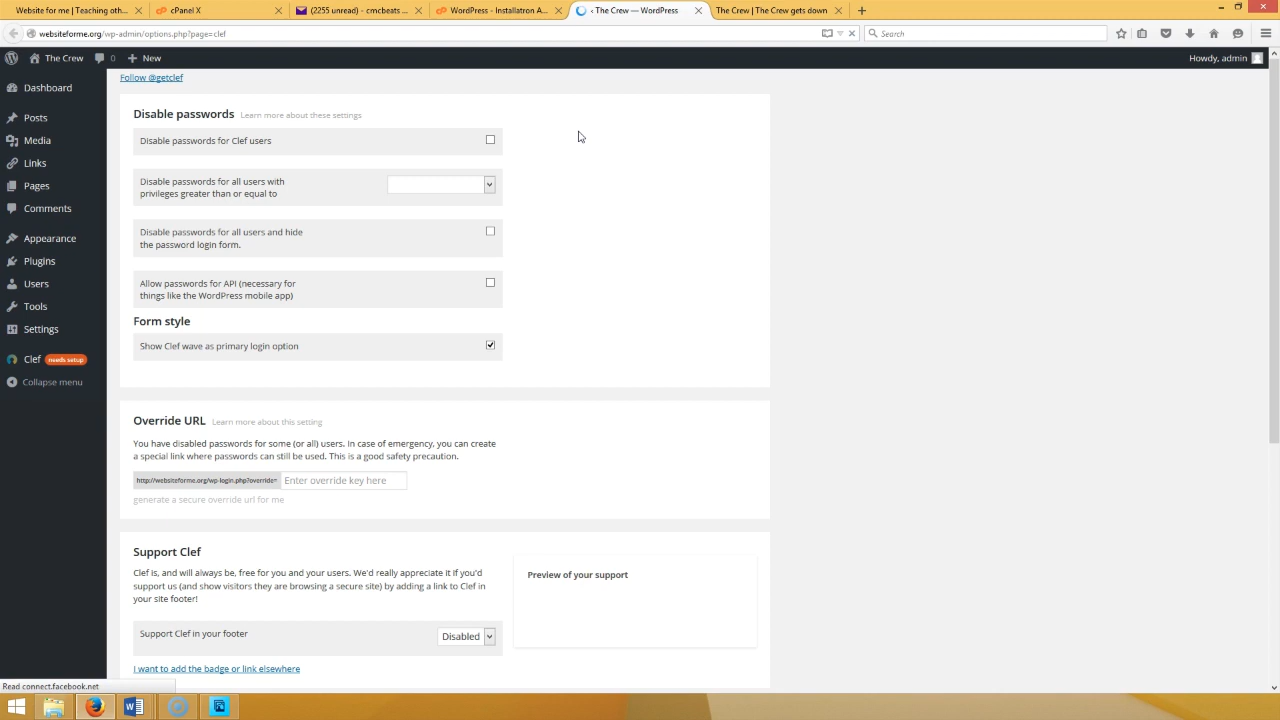 Website for me | Teaching oth...
cPanel X
(2255 unread) - cmcbeats ...
WordPress - Installatron A...
‹ The Crew — WordPress
The Crew | The Crew gets down
websiteforme.org/wp-admin/options.php?page=clef
Search
The Crew
0
New
Howdy, admin
Dashboard
Posts
Media
Links
Pages
Comments
Appearance
Plugins
Users
Tools
Settings
Clef needs setup
Collapse menu
Follow @getclef
Disable passwords Learn more about these settings
Disable passwords for Clef users
Disable passwords for all users with
privileges greater than or equal to
Disable passwords for all users and hide
the password login form.
Allow passwords for API (necessary for
things like the WordPress mobile app)
Form style
Show Clef wave as primary login option
Override URL Learn more about this setting
You have disabled passwords for some (or all) users. In case of emergency, you can create
a special link where passwords can still be used. This is a good safety precaution.
http://websiteforme.org/wp-login.php?override= Enter override key here
generate a secure override url for me
Support Clef
Clef is, and will always be, free for you and your users. We'd really appreciate it if you'd
support us (and show visitors they are browsing a secure site) by adding a link to Clef in
your site footer!
Support Clef in your footer
Disabled
I want to add the badge or link elsewhere
Preview of your support
Read connect.facebook.net